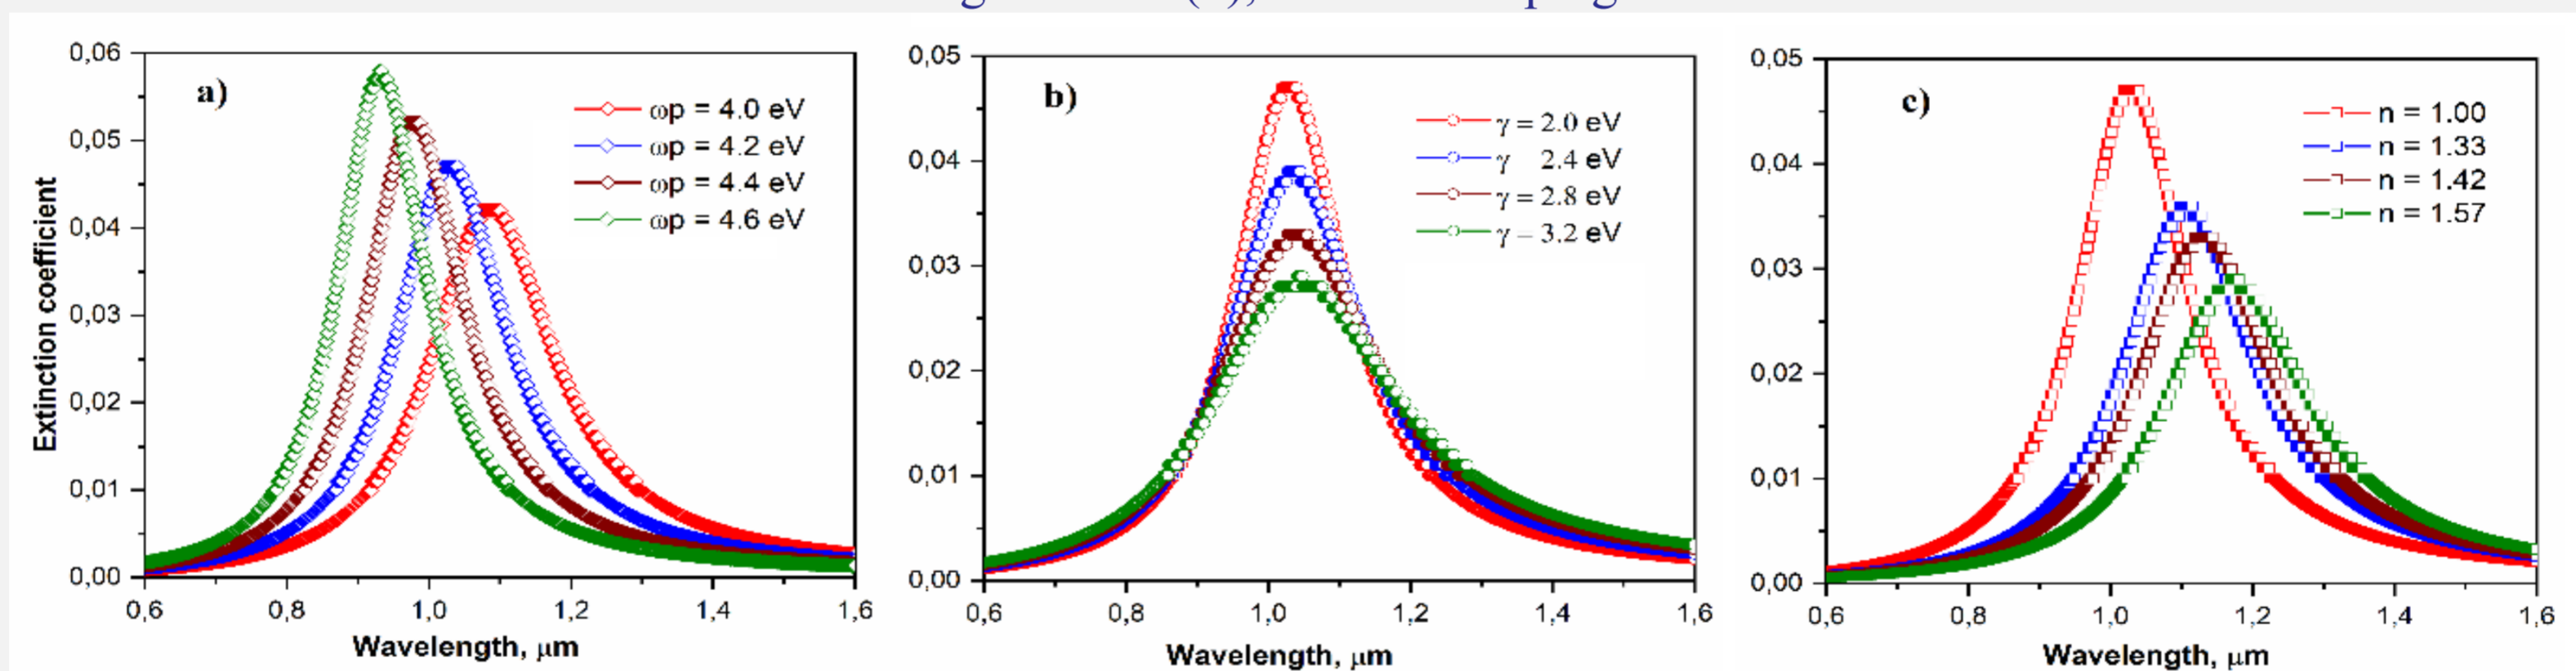 a)
ωp = 4.0 eV
ωp = 4.2 eV
ωp = 4.4 eV
ωp = 4.6 eV
Extinction coefficient
0,06
0,05
0,04
0,03
0,02
0,01
0,00
0,6 0,8 1,0 1,2 1,4 1,6
Wavelength, μm
b)
γ = 2.0 eV
γ 2.4 eV
γ = 2.8 eV
γ = 3.2 eV
0,05
0,04
0,03
0,02
0,01
0,00
0,6 0,8 1,0 1,2 1,4 1,6
Wavelength, μm
c)
n = 1.00
n = 1.33
n = 1.42
n = 1.57
0,05
0,04
0,03
0,02
0,01
0,00
0,6 0,8 1,0 1,2 1,4 1,6
Wavelength, μm